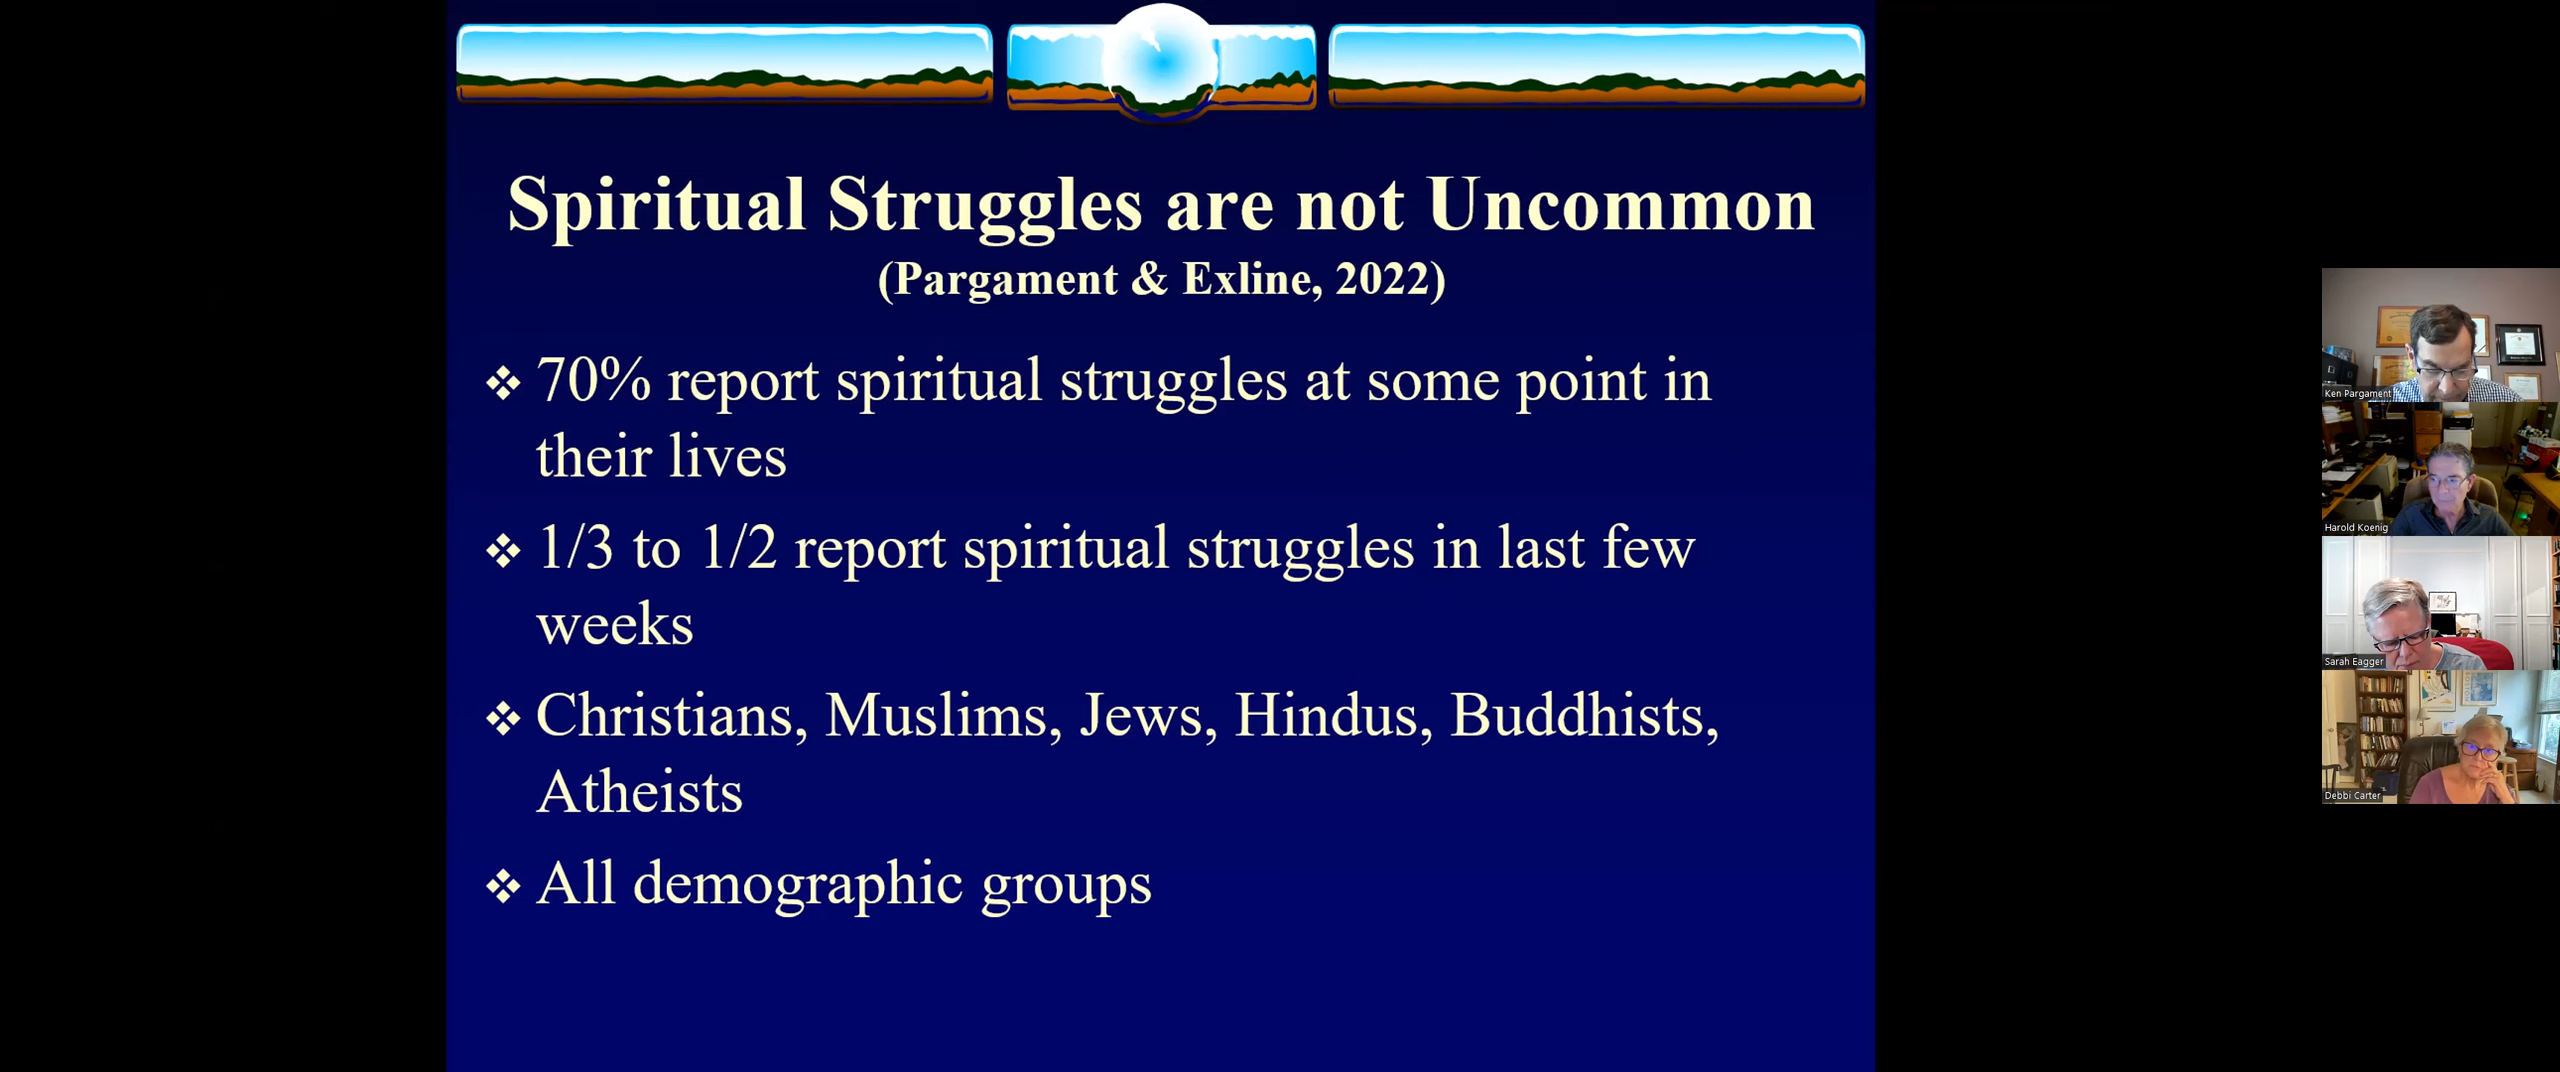 Spiritual Struggles are not Uncommon
(Pargament & Exline, 2022)
❖ 70% report spiritual struggles at some point in
their lives
❖ 1/3 to 1/2 report spiritual struggles in last few
weeks
❖ Christians, Muslims, Jews, Hindus, Buddhists,
Atheists
❖ All demographic groups
Ken Pargament
Harold Koenig
Sarah Eagger
Debbi Carter